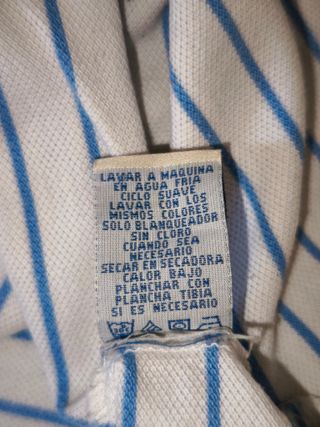 LAVAR A MAQUINA
EN AGUA FRIA
CICLO SUAVE
LAVAR CON LOS
MISMOS COLORES
SOLO BLANQUEADOR
SIN CLORO
CUANDO SEA
NECESARIO
SECAR EN SECADORA
CALOR BAJO
PLANCHAR CON
PLANCHA TIBIA
SI ES NECESARIO